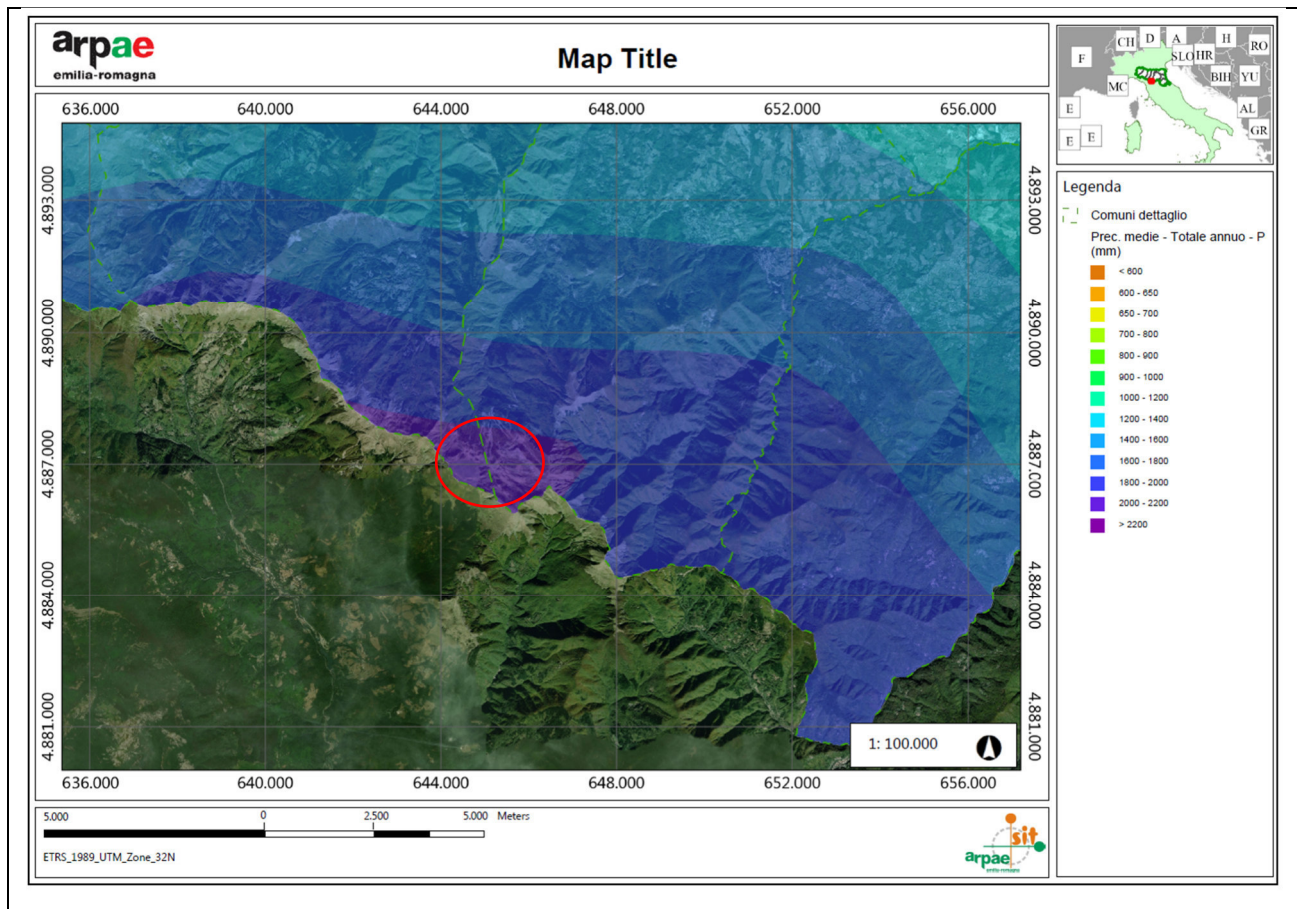 arpae
emilia-romagna
Map Title
F
CH
D
A
H
RO
SLO
HR
MC
BIH
YU
E
AL
E
E
GR
636.000 640.000 644.000 648.000 652.000 656.000
4.893.000
4.890.000
4.887.000
4.884.000
4.881.000
4.893.000
4.890.000
4.887.000
4.884.000
4.881.000
1: 100.000
636.000 640.000 644.000 648.000 652.000 656.000
Legenda
Comuni dettaglio
Prec. medie - Totale annuo - P
(mm)
< 600
600 - 650
650 - 700
700 - 800
800 - 900
900 - 1000
1000 - 1200
1200 - 1400
1400 - 1600
1600 - 1800
1800 - 2000
2000 - 2200
> 2200
5.000 0 2.500 5.000 Meters
ETRS_1989_UTM_Zone_32N
sit
arpae
emilia-romagna